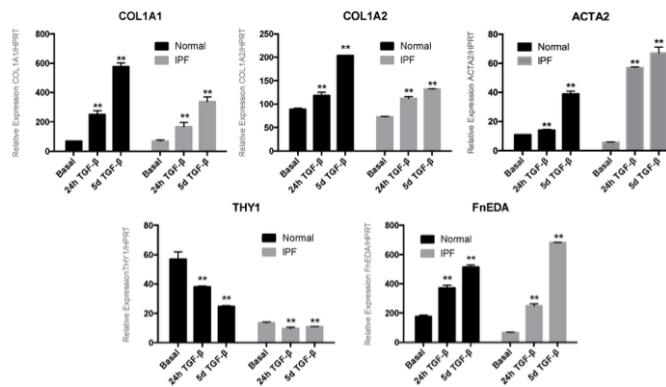 COL1A1
Relative Expression COL1A1/HPRT
800
600
400
200
0
**
**
**
**
Normal
IPF
Basal
24h TGF-β
5d TGF-β
Basal
24h TGF-β
5d TGF-β
COL1A2
Relative Expression COL1A2/HPRT
250
200
150
100
50
0
**
**
**
**
Normal
IPF
Basal
24h TGF-β
5d TGF-β
Basal
24h TGF-β
5d TGF-β
ACTA2
Relative Expression ACTA2/HPRT
80
60
40
20
0
**
**
**
**
Normal
IPF
Basal
24h TGF-β
5d TGF-β
Basal
24h TGF-β
5d TGF-β
THY1
Relative ExpressionTHY1/HPRT
80
60
40
20
0
**
**
**
**
Normal
IPF
Basal
24h TGF-β
5d TGF-β
Basal
24h TGF-β
5d TGF-β
FnEDA
Relative Expression FnEDA/HPRT
800
600
400
200
0
**
**
**
**
Normal
IPF
Basal
24h TGF-β
5d TGF-β
Basal
24h TGF-β
5d TGF-β